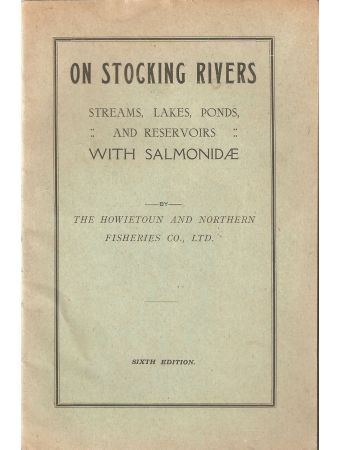 ON STOCKING RIVERS
STREAMS, LAKES, PONDS,
:: AND RESERVOIRS ::
WITH SALMONIDÆ
—BY—
THE HOWIETOUN AND NORTHERN
FISHERIES CO., LTD.
SIXTH EDITION.